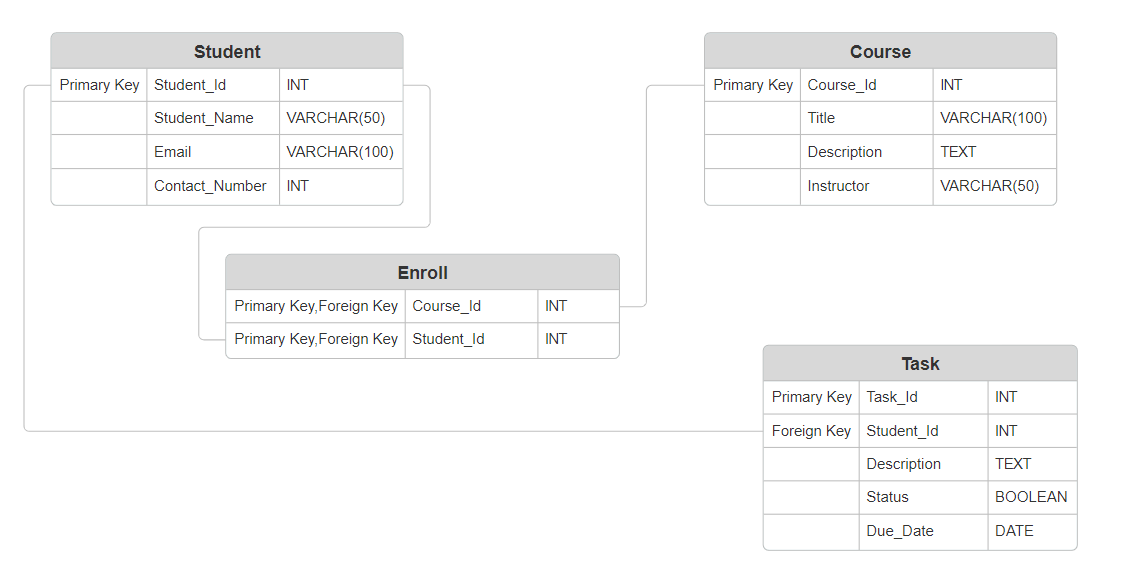 Student
Primary Key Student_Id INT
Student_Name VARCHAR(50)
Email VARCHAR(100)
Contact_Number INT
Course
Primary Key Course_Id INT
Title VARCHAR(100)
Description TEXT
Instructor VARCHAR(50)
Enroll
Primary Key,Foreign Key Course_Id INT
Primary Key,Foreign Key Student_Id INT
Task
Primary Key Task_Id INT
Foreign Key Student_Id INT
Description TEXT
Status BOOLEAN
Due_Date DATE